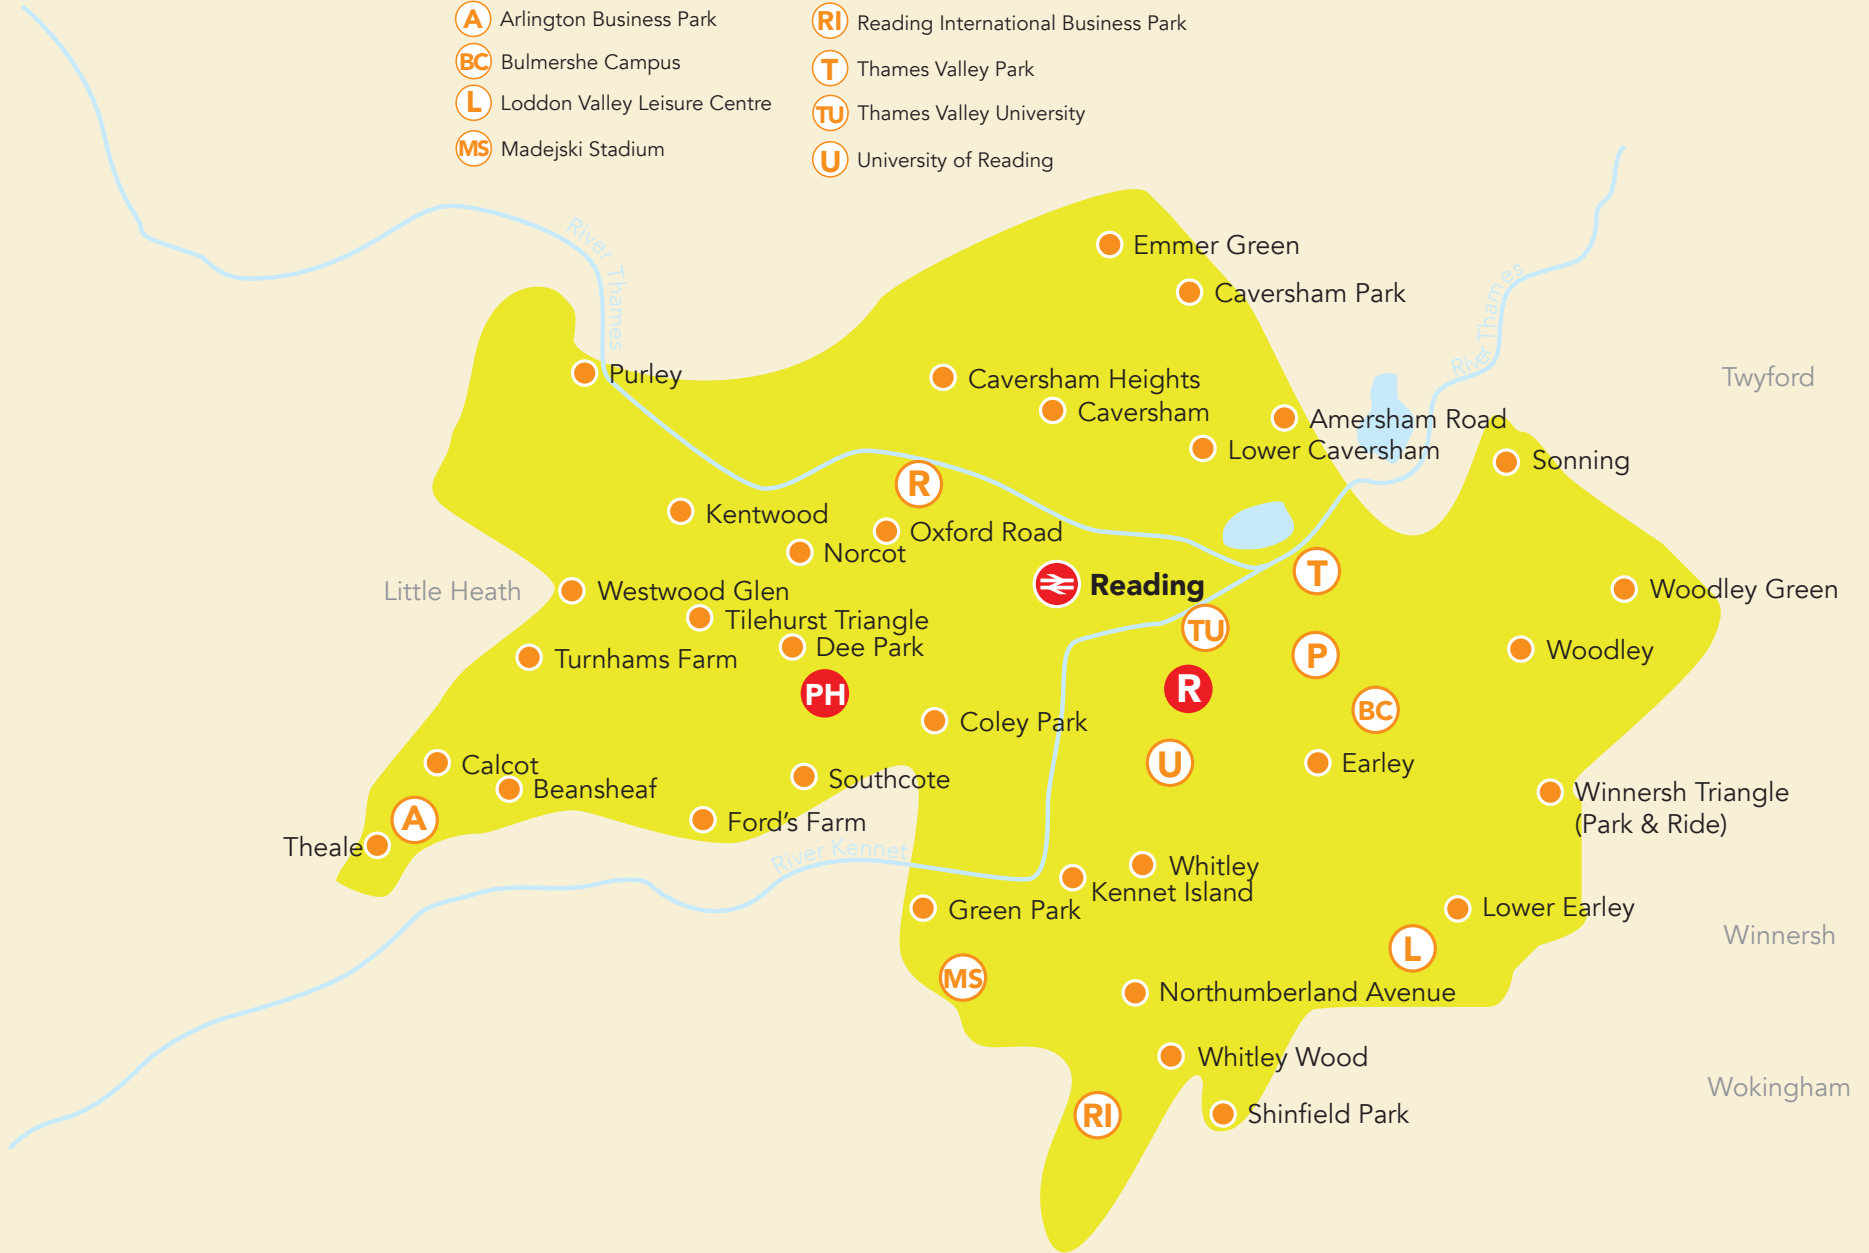 A Arlington Business Park
BC Bulmershe Campus
L Loddon Valley Leisure Centre
MS Madejski Stadium
RI Reading International Business Park
T Thames Valley Park
TU Thames Valley University
U University of Reading
River Thames
Emmer Green
Caversham Park
River Thames
Purley
Caversham Heights
Twyford
Caversham
Amersham Road
Lower Caversham
Sonning
R
Kentwood
Oxford Road
Norcot
T
Little Heath
Westwood Glen
Reading
Woodley Green
Tilehurst Triangle
TU
Dee Park
Turnhams Farm
P
Woodley
PH
R
BC
Coley Park
Calcot
U
Earley
Southcote
Beansheaf
Winnersh Triangle
(Park & Ride)
A
Ford's Farm
Theale
River Kennet
Whitley
Kennet Island
Green Park
Lower Earley
Winnersh
L
MS
Northumberland Avenue
Whitley Wood
Wokingham
RI
Shinfield Park